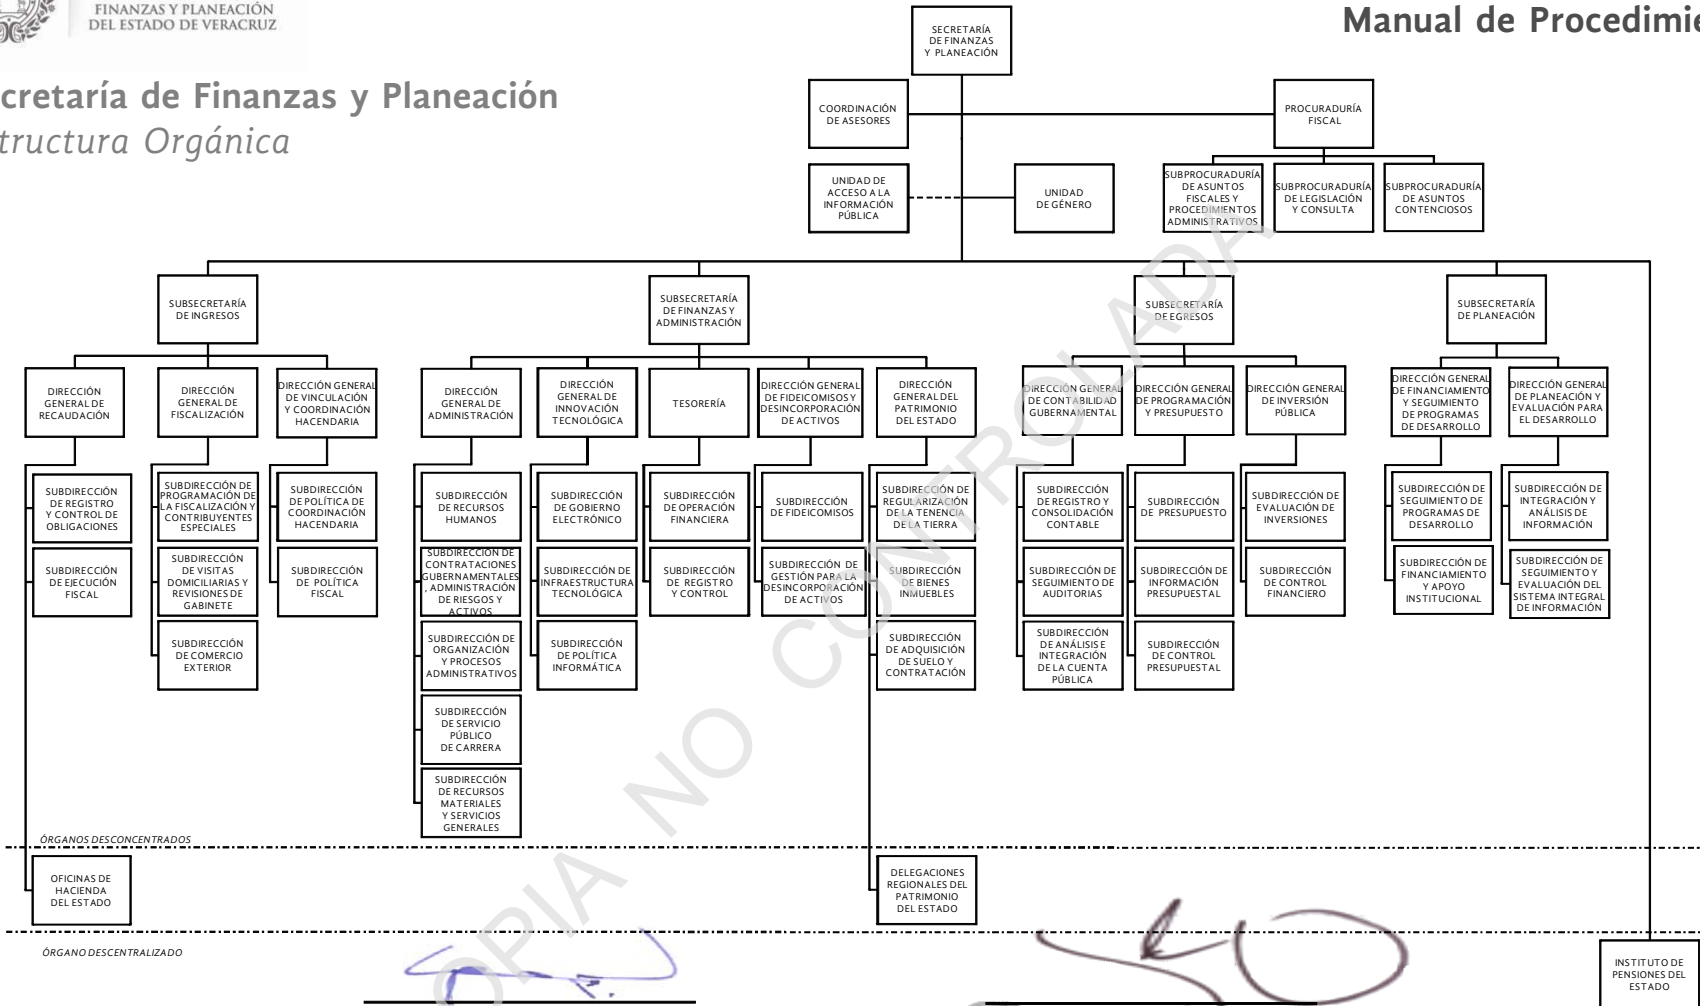 FINANZAS Y PLANEACIÓN
DEL ESTADO DE VERACRUZ
Manual de
cretaría de Finanzas y Planeación
tructura Orgánica
SECRETARÍA
DE FINANZAS
Y PLANEACIÓN
COORDINACIÓN
DE ASESORES
PROCURADURÍA
FISCAL
UNIDAD DE
ACCESO A LA
INFORMACIÓN
PÚBLICA
UNIDAD
DE GÉNERO
SUBPROCURADURÍA
DE ASUNTOS
FISCALES Y
PROCEDIMIENTOS
ADMINISTRATIVOS
SUBPROCURADURÍA
DE LEGISLACIÓN
Y CONSULTA
SUBPROCURADURÍA
DE ASUNTOS
CONTENCIOSOS
SUBSECRETARÍA
DE INGRESOS
SUBSECRETARÍA
DE FINANZAS Y
ADMINISTRACIÓN
SUBSECRETARÍA
DE EGRESOS
SUBSECRETARÍA
DE PLANEACIÓN
DIRECCIÓN
GENERAL DE
RECAUDACIÓN
DIRECCIÓN
GENERAL DE
FISCALIZACIÓN
DIRECCIÓN GENERAL
DE VINCULACIÓN
Y COORDINACIÓN
HACENDARIA
DIRECCIÓN
GENERAL DE
ADMINISTRACIÓN
DIRECCIÓN
GENERAL DE
INNOVACIÓN
TECNOLÓGICA
TESORERÍA
DIRECCIÓN GENERAL
DE FIDEICOMISOS Y
DESINCORPORACIÓN
DE ACTIVOS
DIRECCIÓN
GENERAL DEL
PATRIMONIO
DEL ESTADO
DIRECCIÓN GENERAL
DE CONTABILIDAD
GUBERNAMENTAL
DIRECCIÓN GENERAL
DE PROGRAMACIÓN
Y PRESUPUESTO
DIRECCIÓN GENERAL
DE INVERSIÓN
PÚBLICA
DIRECCIÓN GENERAL
DE FINANCIAMIENTO
Y SEGUIMIENTO
DE PROGRAMAS
DE DESARROLLO
DIRECCIÓN GENERAL
DE PLANEACIÓN Y
EVALUACIÓN PARA
EL DESARROLLO
SUBDIRECCIÓN
DE REGISTRO
Y CONTROL DE
OBLIGACIONES
SUBDIRECCIÓN DE
PROGRAMACIÓN DE
LA FISCALIZACIÓN Y
CONTRIBUYENTES
ESPECIALES
SUBDIRECCIÓN
DE POLÍTICA DE
COORDINACIÓN
HACENDARIA
SUBDIRECCIÓN
DE RECURSOS
HUMANOS
SUBDIRECCIÓN
DE GOBIERNO
ELECTRÓNICO
SUBDIRECCIÓN
DE OPERACIÓN
FINANCIERA
SUBDIRECCIÓN
DE FIDEICOMISOS
SUBDIRECCIÓN DE
REGULARIZACIÓN
DE LA TENENCIA
DE LA TIERRA
SUBDIRECCIÓN
DE REGISTRO Y
CONSOLIDACIÓN
CONTABLE
SUBDIRECCIÓN
DE PRESUPUESTO
SUBDIRECCIÓN DE
EVALUACIÓN DE
INVERSIONES
SUBDIRECCIÓN DE
SEGUIMIENTO DE
PROGRAMAS DE
DESARROLLO
SUBDIRECCIÓN DE
INTEGRACIÓN Y
ANÁLISIS DE
INFORMACIÓN
SUBDIRECCIÓN
DE EJECUCIÓN
FISCAL
SUBDIRECCIÓN
DE VISITAS
DOMICILIARIAS Y
REVISIONES DE
GABINETE
SUBDIRECCIÓN
DE POLÍTICA
FISCAL
SUBDIRECCIÓN DE
CONTRATACIONES
GUBERNAMENTALES
, ADMINISTRACIÓN
DE RIESGOS Y
ACTIVOS
SUBDIRECCIÓN DE
INFRAESTRUCTURA
TECNOLÓGICA
SUBDIRECCIÓN
DE REGISTRO
Y CONTROL
SUBDIRECCIÓN DE
GESTIÓN PARA LA
DESINCORPORACIÓN
DE ACTIVOS
SUBDIRECCIÓN
DE BIENES
INMUEBLES
SUBDIRECCIÓN DE
SEGUIMIENTO DE
AUDITORIAS
SUBDIRECCIÓN DE
INFORMACIÓN
PRESUPUESTAL
SUBDIRECCIÓN
DE CONTROL
FINANCIERO
SUBDIRECCIÓN DE
FINANCIAMIENTO
Y APOYO
INSTITUCIONAL
SUBDIRECCIÓN DE
SEGUIMIENTO Y
EVALUACIÓN DEL
SISTEMA INTEGRAL
DE INFORMACIÓN
SUBDIRECCIÓN
DE COMERCIO
EXTERIOR
SUBDIRECCIÓN DE
ORGANIZACIÓN
Y PROCESOS
ADMINISTRATIVOS
SUBDIRECCIÓN
DE POLÍTICA
INFORMÁTICA
SUBDIRECCIÓN
DE ADQUISICIÓN
DE SUELO Y
CONTRATACIÓN
SUBDIRECCIÓN
DE ANÁLISIS E
INTEGRACIÓN
DE LA CUENTA
PÚBLICA
SUBDIRECCIÓN
DE CONTROL
PRESUPUESTAL
SUBDIRECCIÓN
DE SERVICIO
PÚBLICO
DE CARRERA
SUBDIRECCIÓN
DE RECURSOS
MATERIALES
Y SERVICIOS
GENERALES
ÓRGANOS DESCONCENTRADOS
OFICINAS DE
HACIENDA
DEL ESTADO
DELEGACIONES
REGIONALES DEL
PATRIMONIO
DEL ESTADO
ÓRGANO DESCENTRALIZADO
INSTITUTO DE
PENSIONES DEL
ESTADO
OPIA NO CONTROLADA